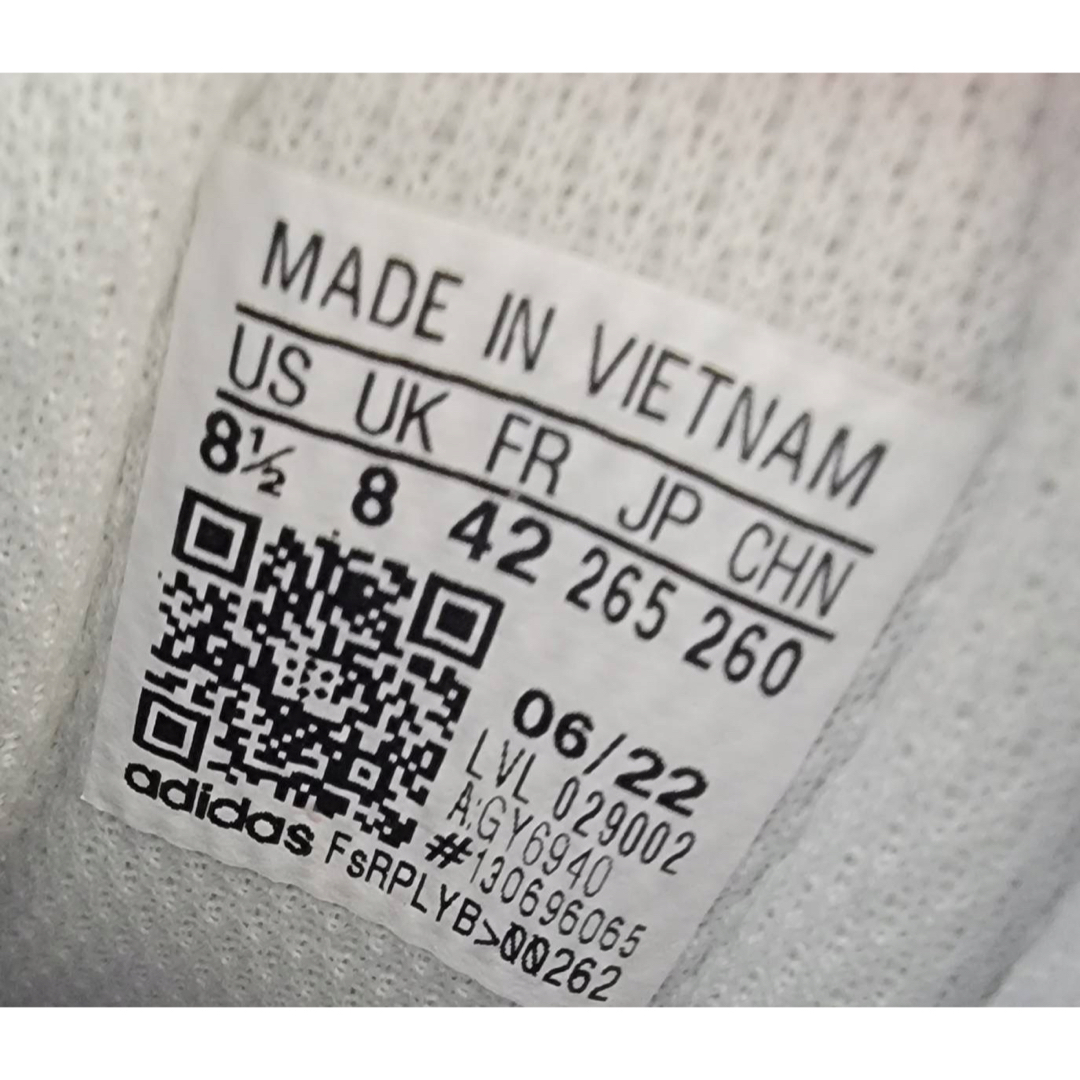 MADE IN VIETNAM
US UK FR JP CHN
8½ 8 42 265 260
06/22
LVL 029002
A:GY6940
#130696065
adidas FsRPLYB>00262